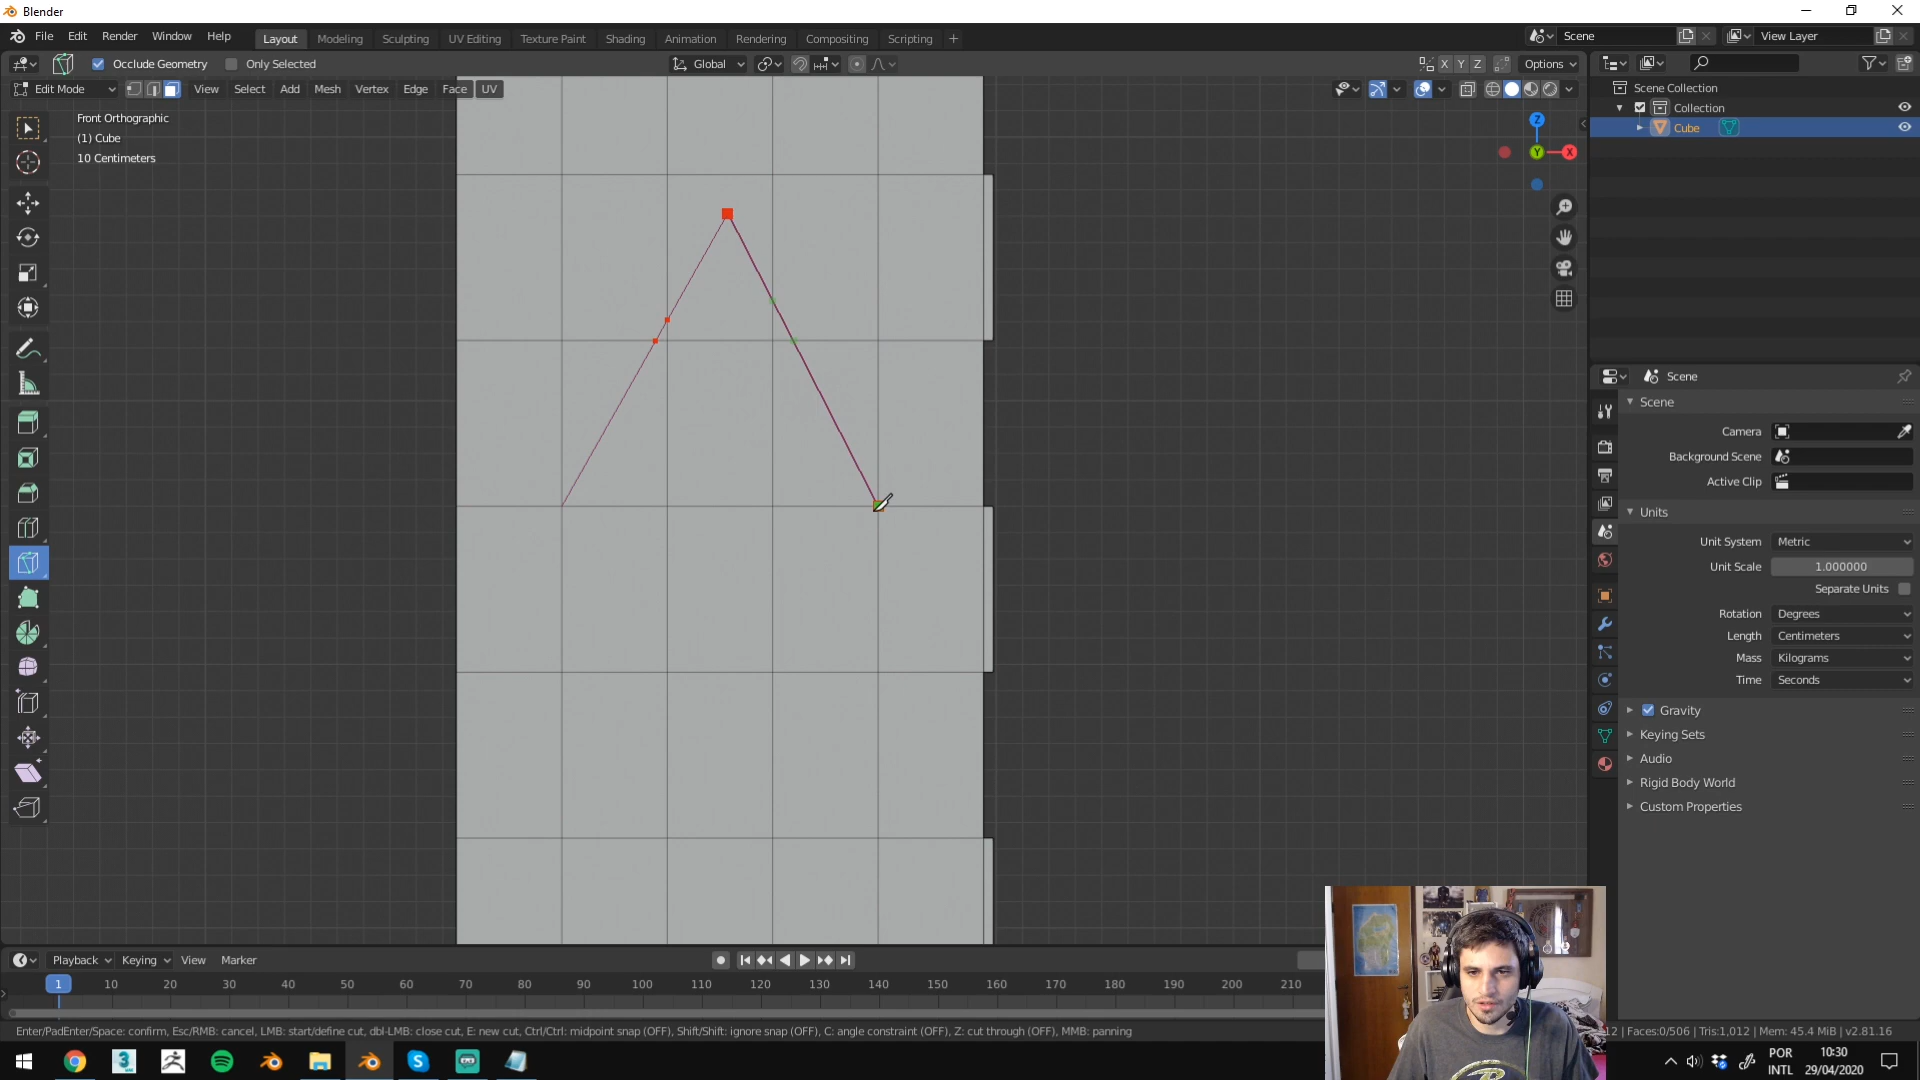 Blender
File Edit Render Window Help
Layout Modeling Sculpting UV Editing Texture Paint Shading Animation Rendering Compositing Scripting +
Scene View Layer
Occlude Geometry Only Selected
Global
X Y Z Options
Edit Mode View Select Add Mesh Vertex Edge Face UV
Front Orthographic
(1) Cube
10 Centimeters
Z
Y X
Scene Collection
Collection
Cube
Scene
Scene
Camera
Background Scene
Active Clip
Units
Unit System Metric
Unit Scale 1.000000
Separate Units
Rotation Degrees
Length Centimeters
Mass Kilograms
Time Seconds
Gravity
Keying Sets
Audio
Rigid Body World
Custom Properties
Playback Keying View Marker
1 10 20 30 40 50 60 70 80 90 100 110 120 130 140 150 160 170 180 190 200 210
Enter/PadEnter/Space: confirm, Esc/RMB: cancel, LMB: start/define cut, dbl-LMB: close cut, E: new cut, Ctrl/Ctrl: midpoint snap (OFF), Shift/Shift: ignore snap (OFF), C: angle constraint (OFF), Z: cut through (OFF), MMB: panning
12 | Faces:0/506 | Tris:1,012 | Mem: 45.4 MiB | v2.81.16
POR
INTL
10:30
29/04/2020